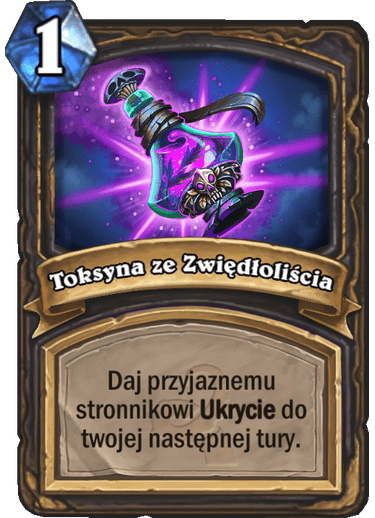 1
Toksyna ze Zwiędłoliścia
Daj przyjaznemu
stronnikowi Ukrycie do
twojej następnej tury.